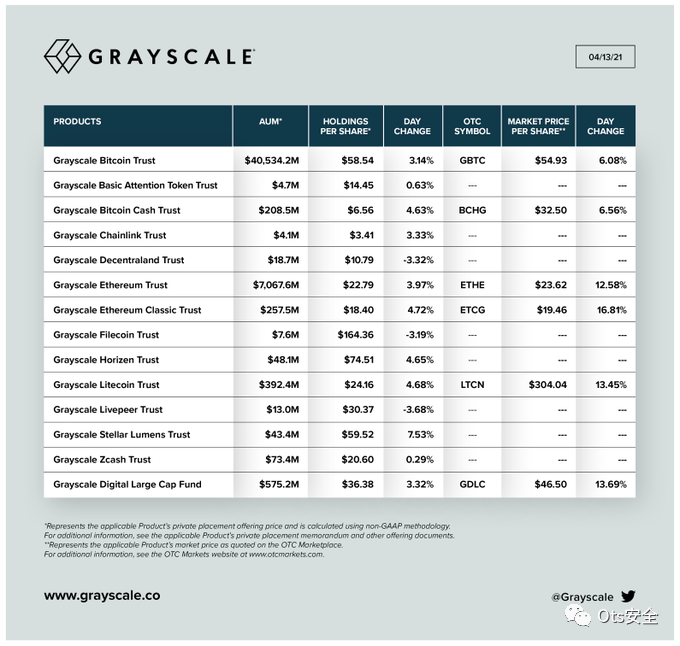 GRAYSCALE
04/13/21
PRODUCTS AUM* HOLDINGS PER SHARE* DAY CHANGE OTC SYMBOL MARKET PRICE PER SHARE** DAY CHANGE
Grayscale Bitcoin Trust $40,534.2M $58.54 3.14% GBTC $54.93 6.08%
Grayscale Basic Attention Token Trust $4.7M $14.45 0.63% --- --- ---
Grayscale Bitcoin Cash Trust $208.5M $6.56 4.63% BCHG $32.50 6.56%
Grayscale Chainlink Trust $4.1M $3.41 3.33% --- --- ---
Grayscale Decentraland Trust $18.7M $10.79 -3.32% --- --- ---
Grayscale Ethereum Trust $7,067.6M $22.79 3.97% ETHE $23.62 12.58%
Grayscale Ethereum Classic Trust $257.5M $18.40 4.72% ETCG $19.46 16.81%
Grayscale Filecoin Trust $7.6M $164.36 -3.19% --- --- ---
Grayscale Horizen Trust $48.1M $74.51 4.65% --- --- ---
Grayscale Litecoin Trust $392.4M $24.16 4.68% LTCN $304.04 13.45%
Grayscale Livepeer Trust $13.0M $30.37 -3.68% --- --- ---
Grayscale Stellar Lumens Trust $43.4M $59.52 7.53% --- --- ---
Grayscale Zcash Trust $73.4M $20.60 0.29% --- --- ---
Grayscale Digital Large Cap Fund $575.2M $36.38 3.32% GDLC $46.50 13.69%
*Represents the applicable Product's private placement offering price and is calculated using non-GAAP methodology.
For additional information, see the applicable Product's private placement memorandum and other offering documents.
**Represents the applicable Product's market price as quoted on the OTC Marketplace.
For additional information, see the OTC Markets website at www.otcmarkets.com.
www.grayscale.co
@Grayscale
Ots安全